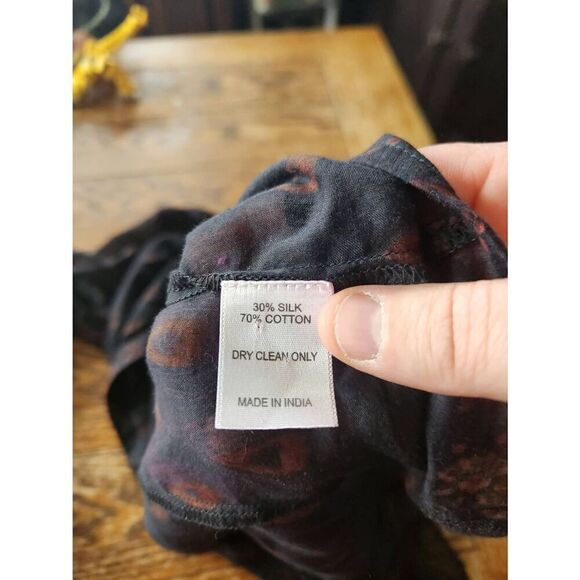 30% SILK
70% COTTON
DRY CLEAN ONLY
MADE IN INDIA